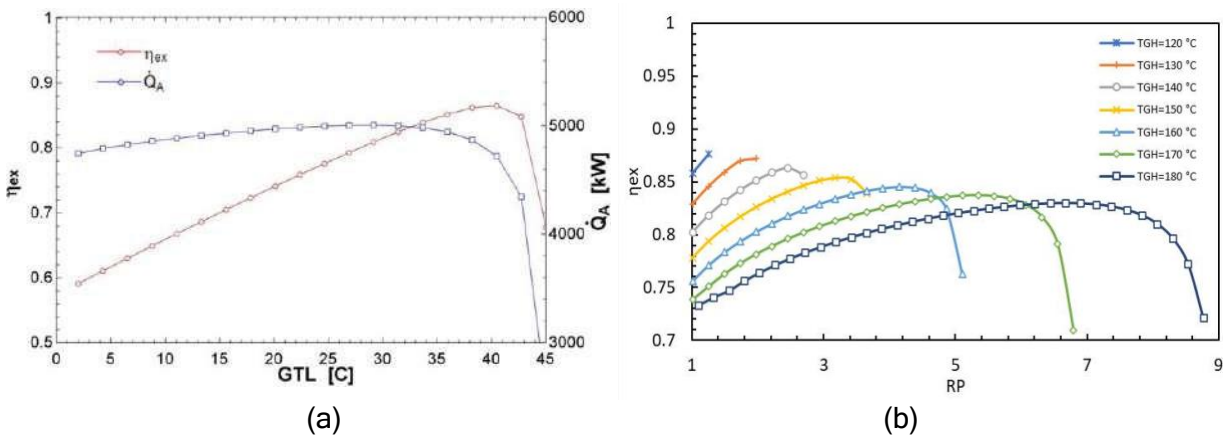 1
0.9
0.8
0.7
0.6
0.5
ηex
ηex
Q̇A
6000
5000
4000
3000
Q̇A [kW]
0 5 10 15 20 25 30 35 40 45
GTL [C]
(a)
1
0.95
0.9
0.85
0.8
0.75
0.7
ηex
TGH=120 °C
TGH=130 °C
TGH=140 °C
TGH=150 °C
TGH=160 °C
TGH=170 °C
TGH=180 °C
1 3 5 7 9
RP
(b)